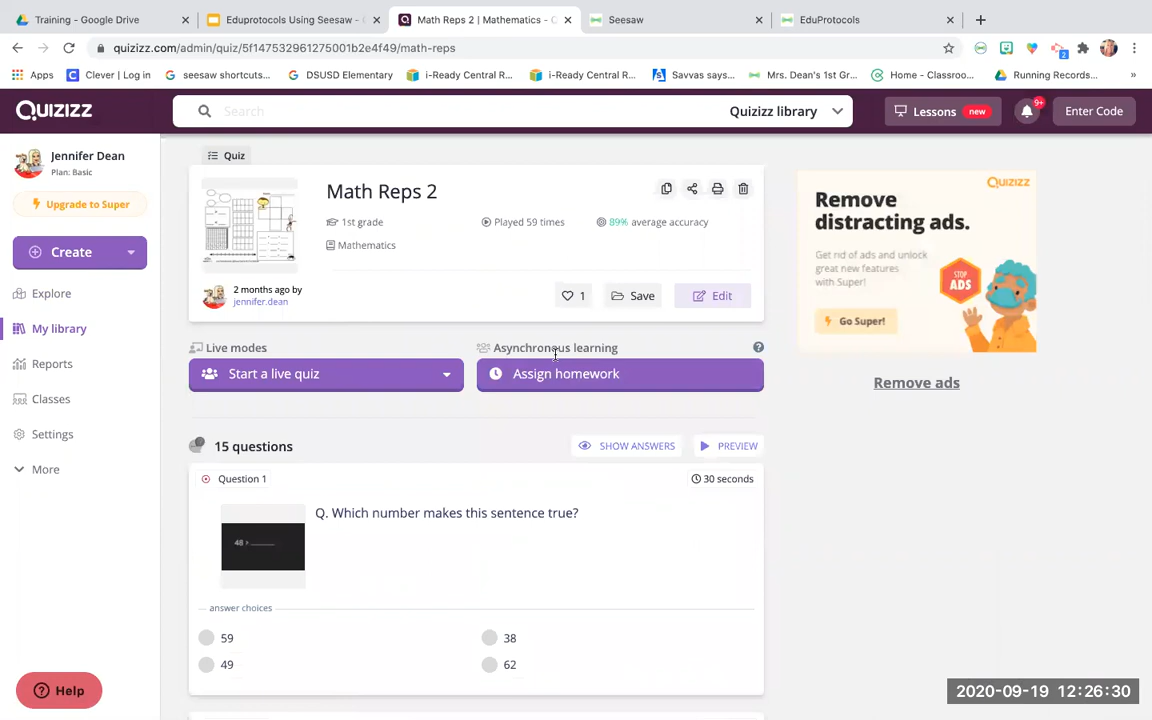 Training - Google Drive
Eduprotocols Using Seesaw -
Math Reps 2 | Mathematics -
Seesaw
EduProtocols
quizizz.com/admin/quiz/5f147532961275001b2e4f49/math-reps
Apps
Clever | Log in
seesaw shortcuts...
DSUSD Elementary
i-Ready Central R...
i-Ready Central R...
Savvas says...
Mrs. Dean's 1st Gr...
Home - Classroo...
Running Records...
»
Quizizz
Search
Quizizz library
Lessons new
9+
Enter Code
Jennifer Dean
Plan: Basic
Upgrade to Super
Create
Explore
My library
Reports
Classes
Settings
More
Help
Quiz
Math Reps 2
1st grade
Played 59 times
89% average accuracy
Mathematics
2 months ago by
jennifer.dean
1
Save
Edit
Live modes
Start a live quiz
Asynchronous learning
Assign homework
15 questions
SHOW ANSWERS
PREVIEW
Question 1
30 seconds
48 > ____
Q. Which number makes this sentence true?
answer choices
59
38
49
62
Quizizz
Remove
distracting ads.
Get rid of ads and unlock
great new features
with Super!
STOP
ADS
Go Super!
Remove ads
2020-09-19 12:26:30